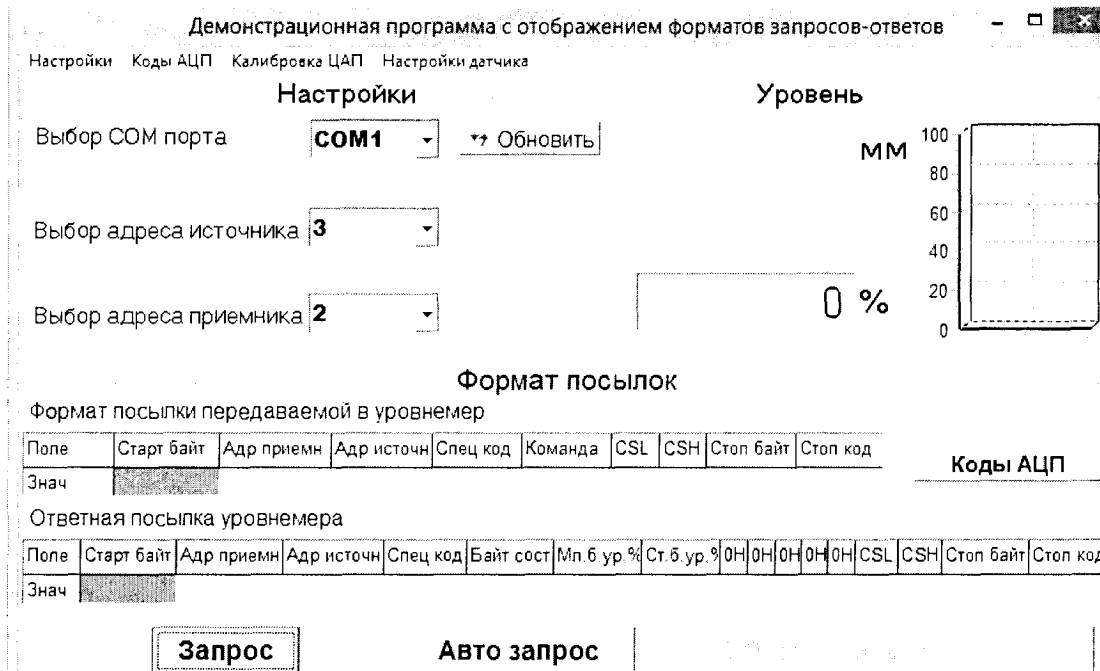 Демонстрационная программа с отображением форматов запросов-ответов
Настройки Коды АЦП Калибровка ЦАП Настройки датчика
Настройки
Уровень
Выбор COM порта COM1 Обновить
мм
100
80
60
40
20
0
Выбор адреса источника 3
0 %
Выбор адреса приемника 2
Формат посылок
Формат посылки передаваемой в уровнемер
Поле Старт байт Адр приемн Адр источн Спец код Команда CSL CSH Стоп байт Стоп код
Знач
Коды АЦП
Ответная посылка уровнемера
Поле Старт байт Адр приемн Адр источн Спец код Байт сост Мл.б ур.% Ст.б.ур.% 0H 0H 0H 0H 0H CSL CSH Стоп байт Стоп код
Знач
Запрос Авто запрос